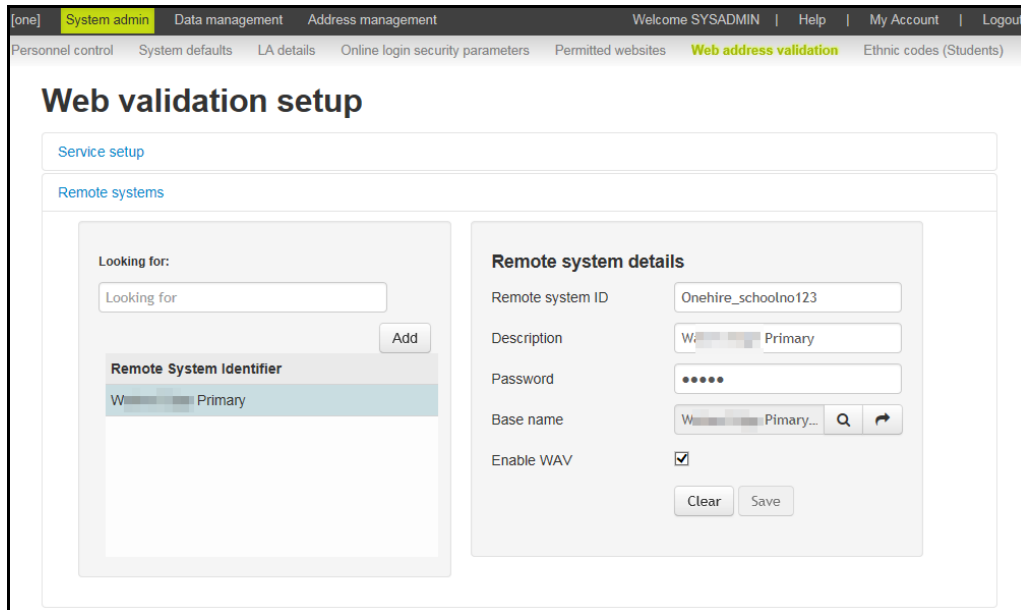 [one] System admin Data management Address management Welcome SYSADMIN | Help | My Account | Logout
Personnel control System defaults LA details Online login security parameters Permitted websites Web address validation Ethnic codes (Students)
Web validation setup
Service setup
Remote systems
Looking for:
Looking for
Add
Remote System Identifier
Primary
Remote system details
Remote system ID Onehire_schoolno123
Description Primary
Password •••••
Base name Pimary...
Enable WAV
Clear Save